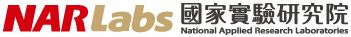 NARLabs 國家實驗研究院
National Applied Research Laboratories